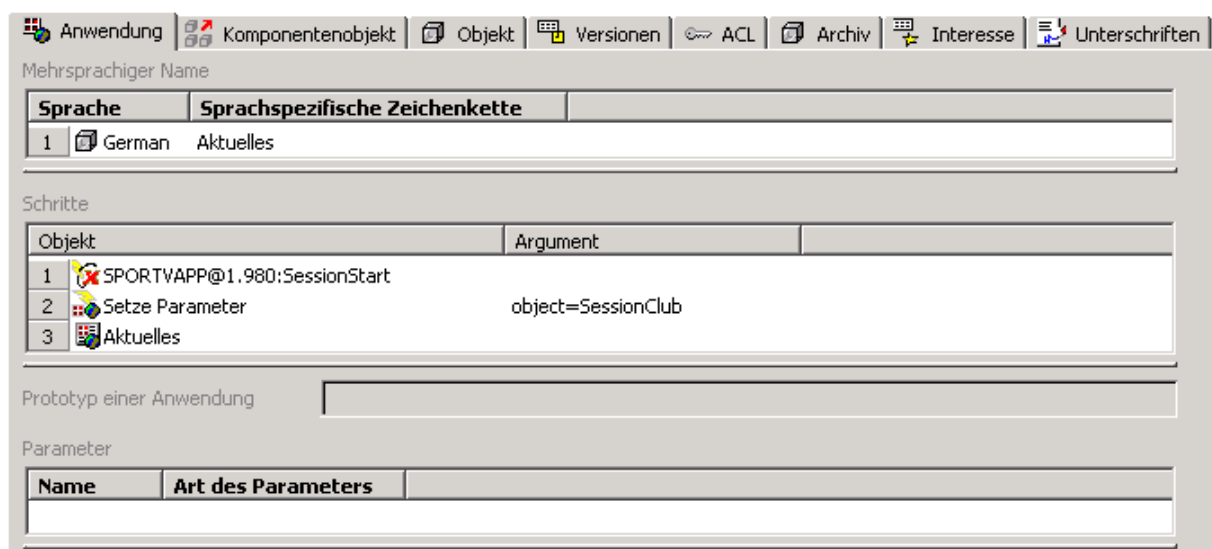 Anwendung Komponentenobjekt Objekt Versionen ACL Archiv Interesse Unterschriften
Mehrsprachiger Name
Sprache Sprachspezifische Zeichenkette
1 German Aktuelles
Schritte
Objekt Argument
1 SPORTVAPP@1.980:SessionStart
2 Setze Parameter object=SessionClub
3 Aktuelles
Prototyp einer Anwendung
Parameter
Name Art des Parameters